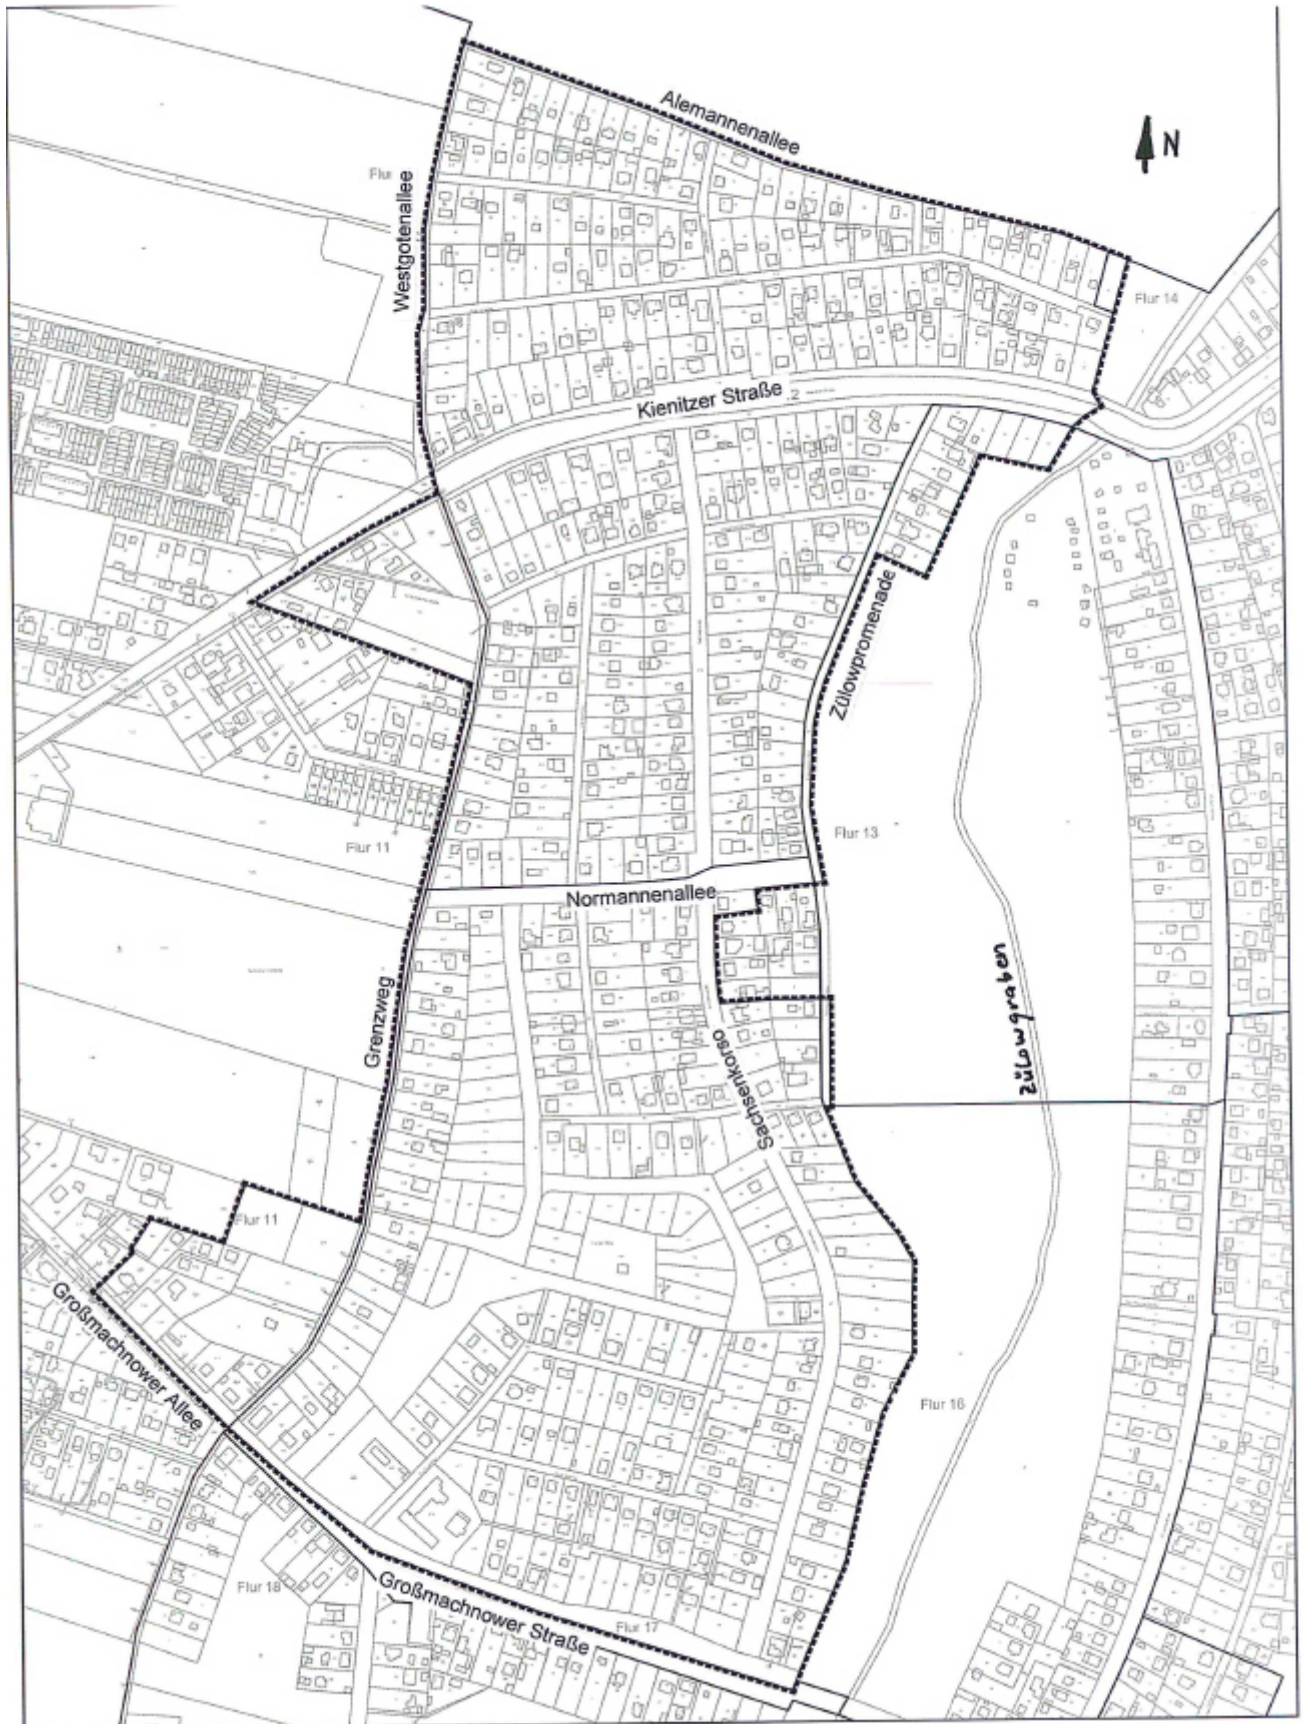 Alemannenallee
N
Flur
Westgotenallee
Flur 14
Kienitzer Straße
2
Zülowpromenade
Flur 13
Flur 11
Normannenallee
Zülowgraben
Grenzweg
Sachsenkorso
Flur 11
Großmachnower Allee
Flur 16
Flur 18
Großmachnower Straße
Flur 17